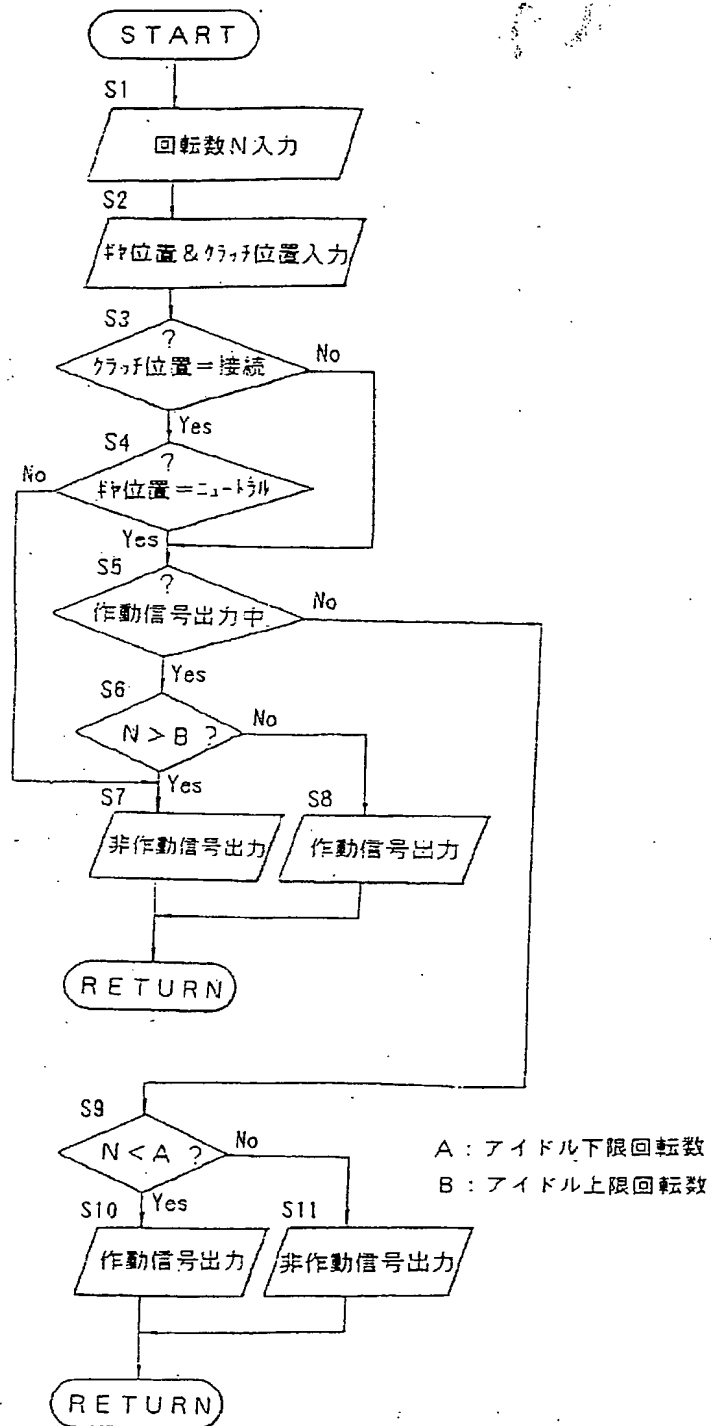 START
S1
回転数N入力
S2
ギヤ位置&クラッチ位置入力
S3
?
クラッチ位置=接続
No
Yes
S4
?
ギヤ位置=ニュートラル
No
Yes
S5
?
作動信号出力中
No
Yes
S6
N>B ?
No
Yes
S7
非作動信号出力
S8
作動信号出力
RETURN
S9
N<A ?
No
Yes
A:アイドル下限回転数
B:アイドル上限回転数
S10
作動信号出力
S11
非作動信号出力
RETURN